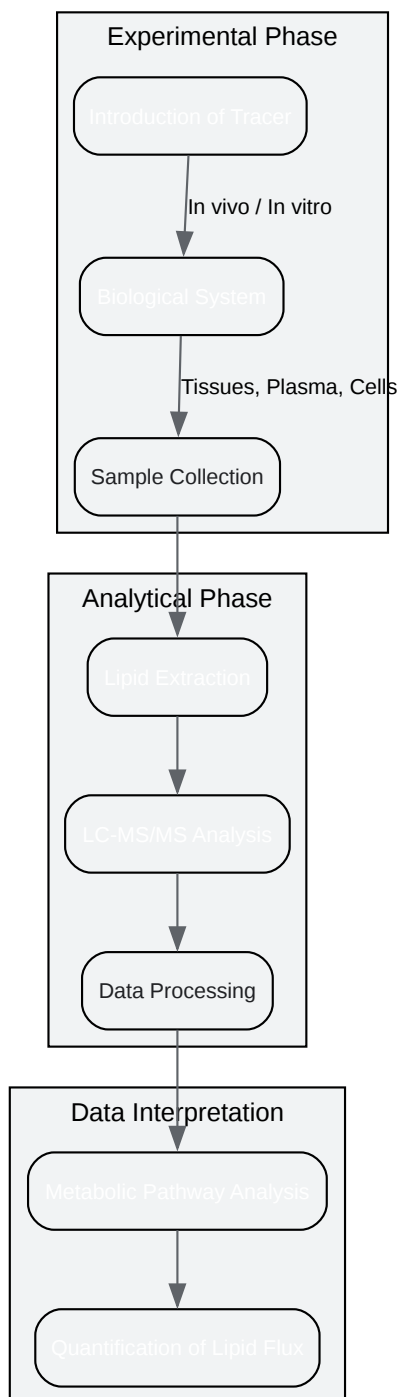 Experimental Phase
Introduction of Tracer
In vivo / In vitro
Biological System
Tissues, Plasma, Cells
Sample Collection
Analytical Phase
Lipid Extraction
LC-MS/MS Analysis
Data Processing
Data Interpretation
Metabolic Pathway Analysis
Quantification of Lipid Flux